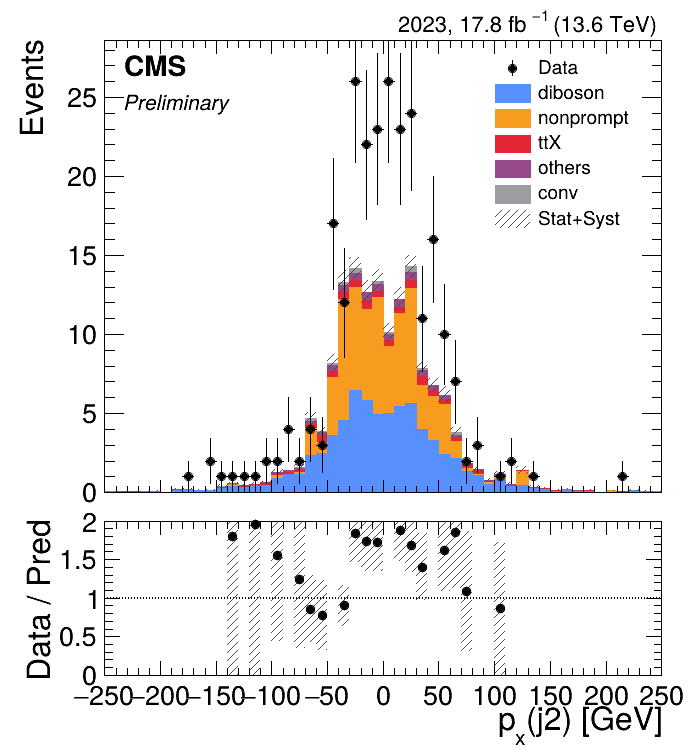 2023, 17.8 fb⁻¹ (13.6 TeV)
CMS
Preliminary
Events
Data
diboson
nonprompt
ttX
others
conv
Stat+Syst
25
20
15
10
5
0
Data / Pred
2
1.5
1
0.5
0
−250 −200 −150 −100 −50 0 50 100 150 200 250
pₓ(j2) [GeV]